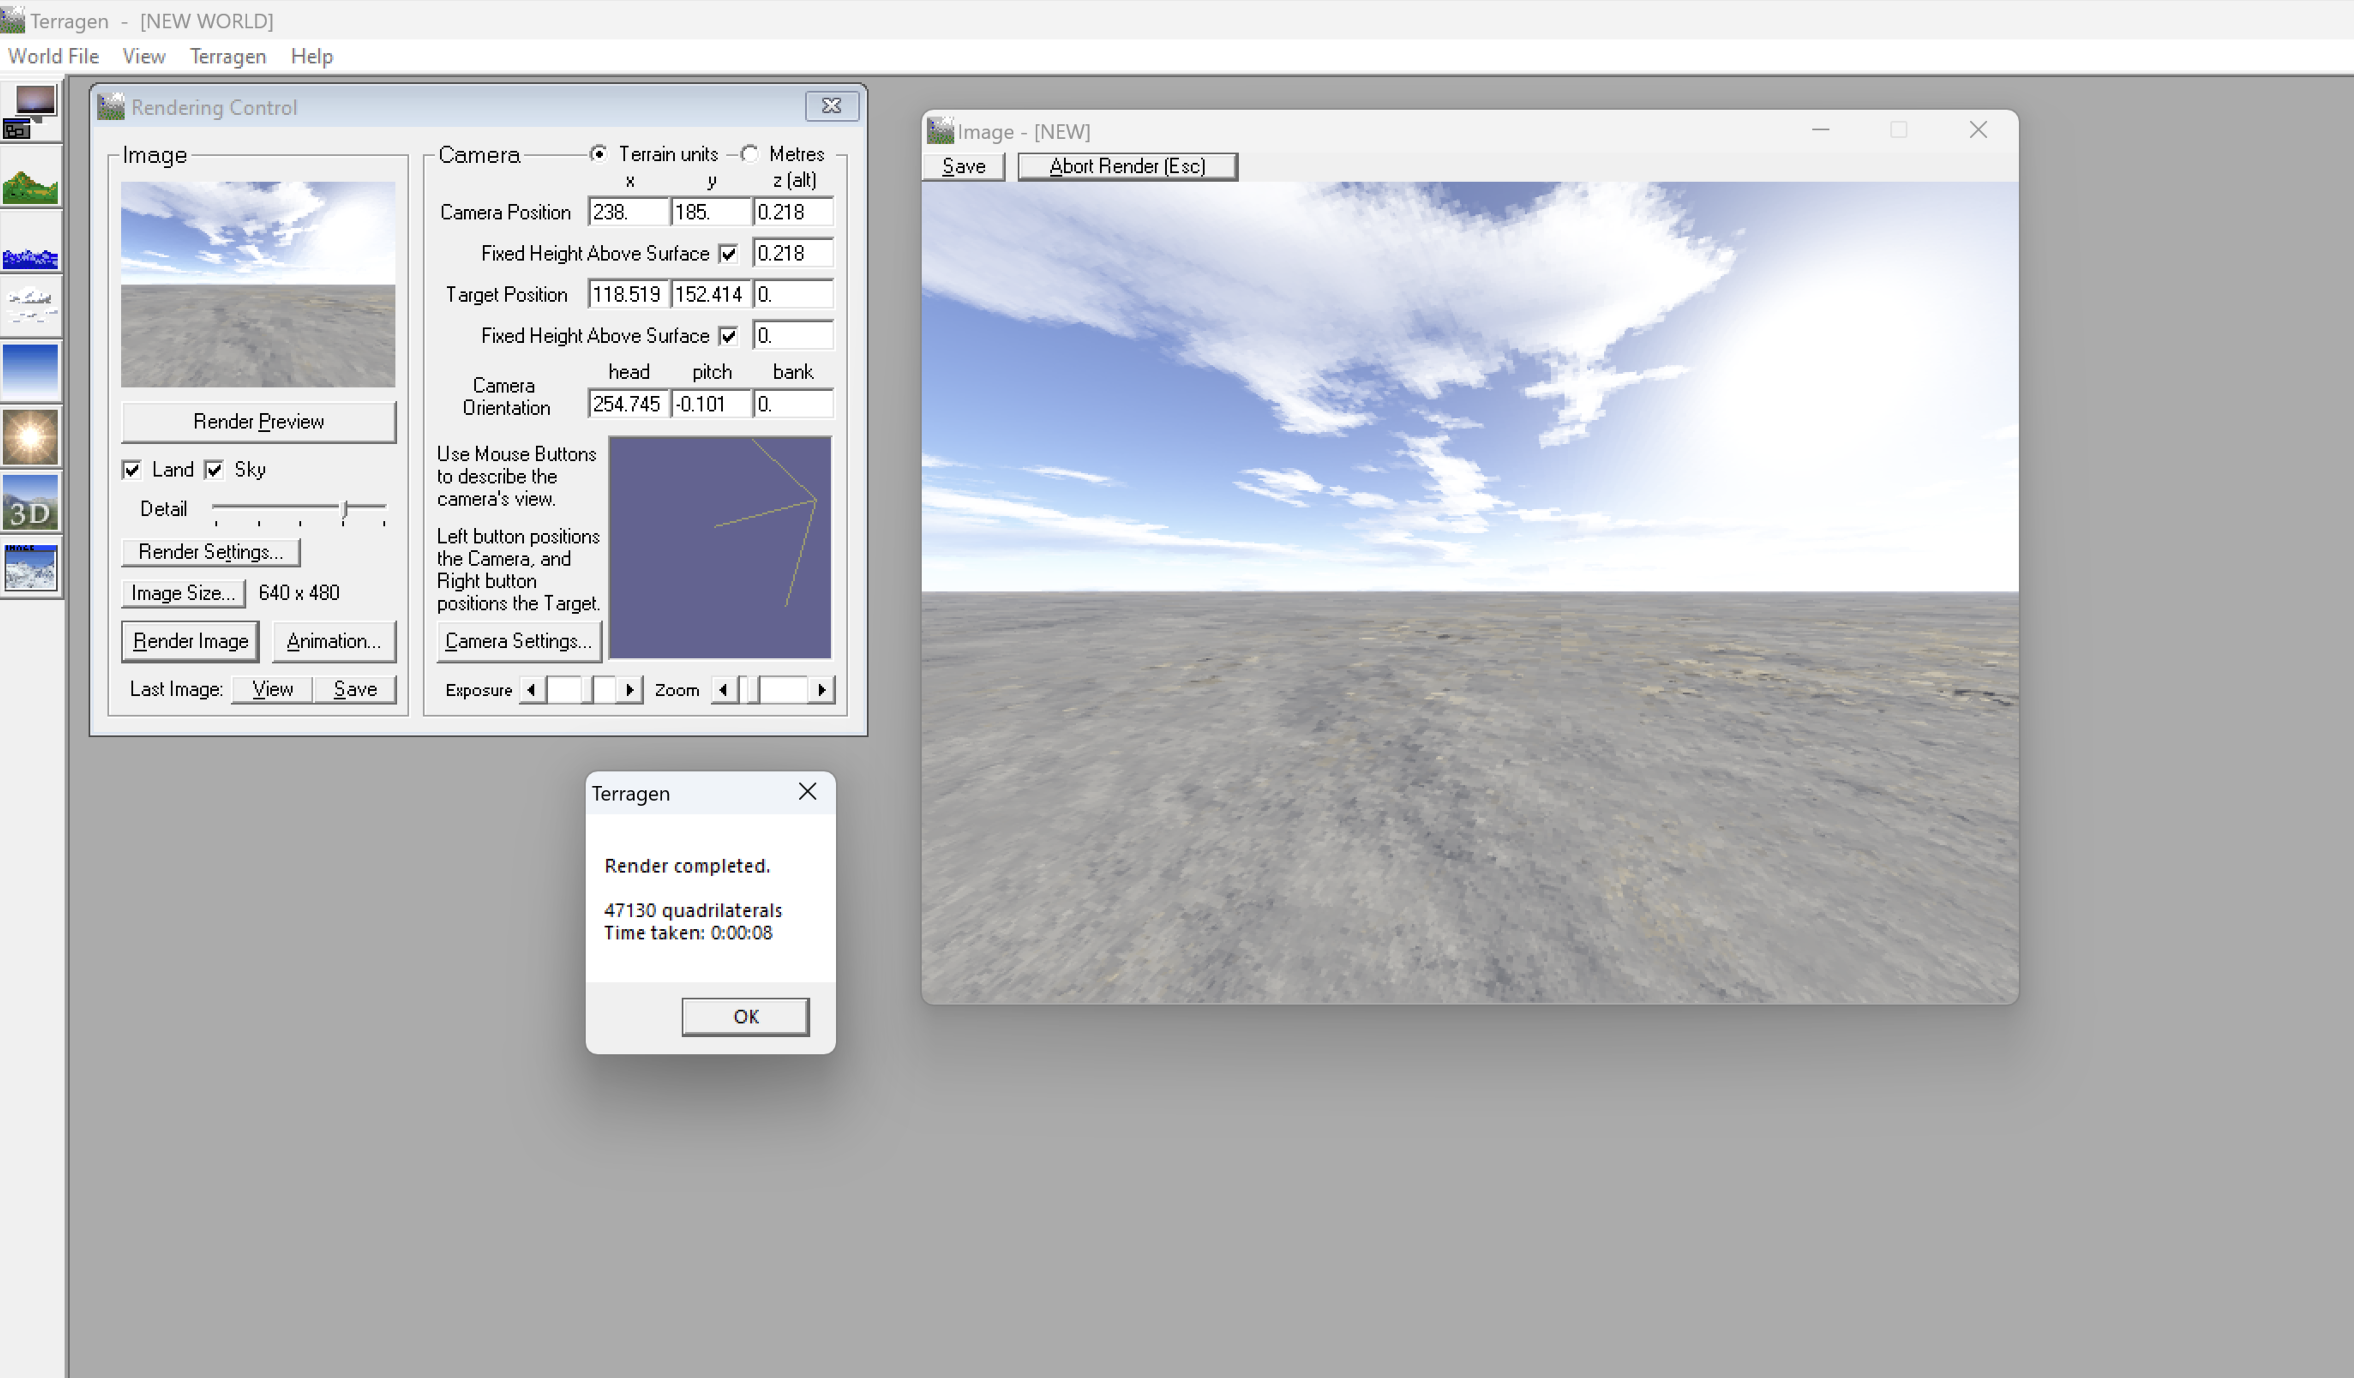 Terragen - [NEW WORLD]
World File View Terragen Help
Rendering Control
Image
Render Preview
Land Sky
Detail
Render Settings...
Image Size... 640 x 480
Render Image Animation...
Last Image: View Save
Camera Terrain units Metres
x y z (alt)
Camera Position 238. 185. 0.218
Fixed Height Above Surface 0.218
Target Position 118.519 152.414 0.
Fixed Height Above Surface 0.
head pitch bank
Camera
Orientation 254.745 -0.101 0.
Use Mouse Buttons
to describe the
camera's view.
Left button positions
the Camera, and
Right button
positions the Target.
Camera Settings...
Exposure Zoom
3D
IMAGE
Image - [NEW]
Save Abort Render (Esc)
Terragen
Render completed.
47130 quadrilaterals
Time taken: 0:00:08
OK